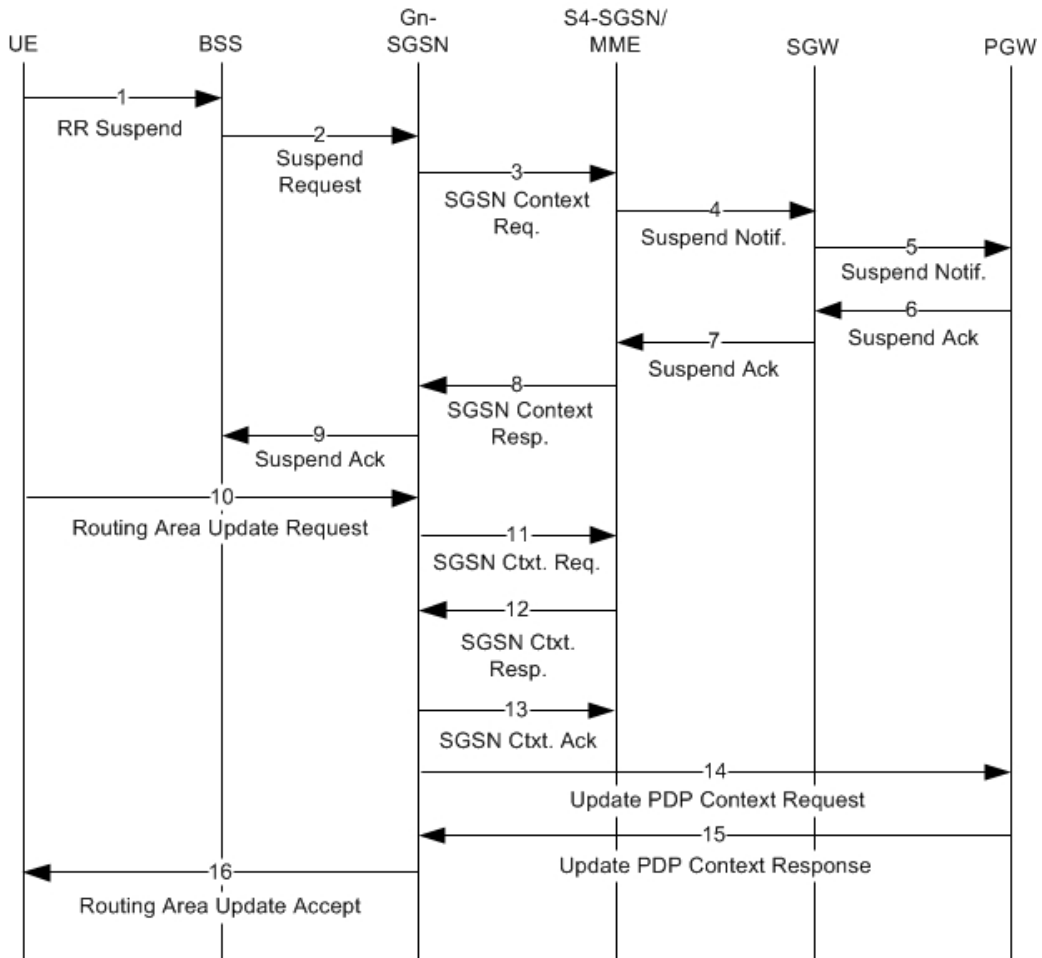 UE
BSS
Gn-
SGSN
S4-SGSN/
MME
SGW
PGW
1
RR Suspend
2
Suspend
Request
3
SGSN Context
Req.
4
Suspend Notif.
5
Suspend Notif.
6
Suspend Ack
7
Suspend Ack
8
SGSN Context
Resp.
9
Suspend Ack
10
Routing Area Update Request
11
SGSN Ctxt. Req.
12
SGSN Ctxt.
Resp.
13
SGSN Ctxt. Ack
14
Update PDP Context Request
15
Update PDP Context Response
16
Routing Area Update Accept